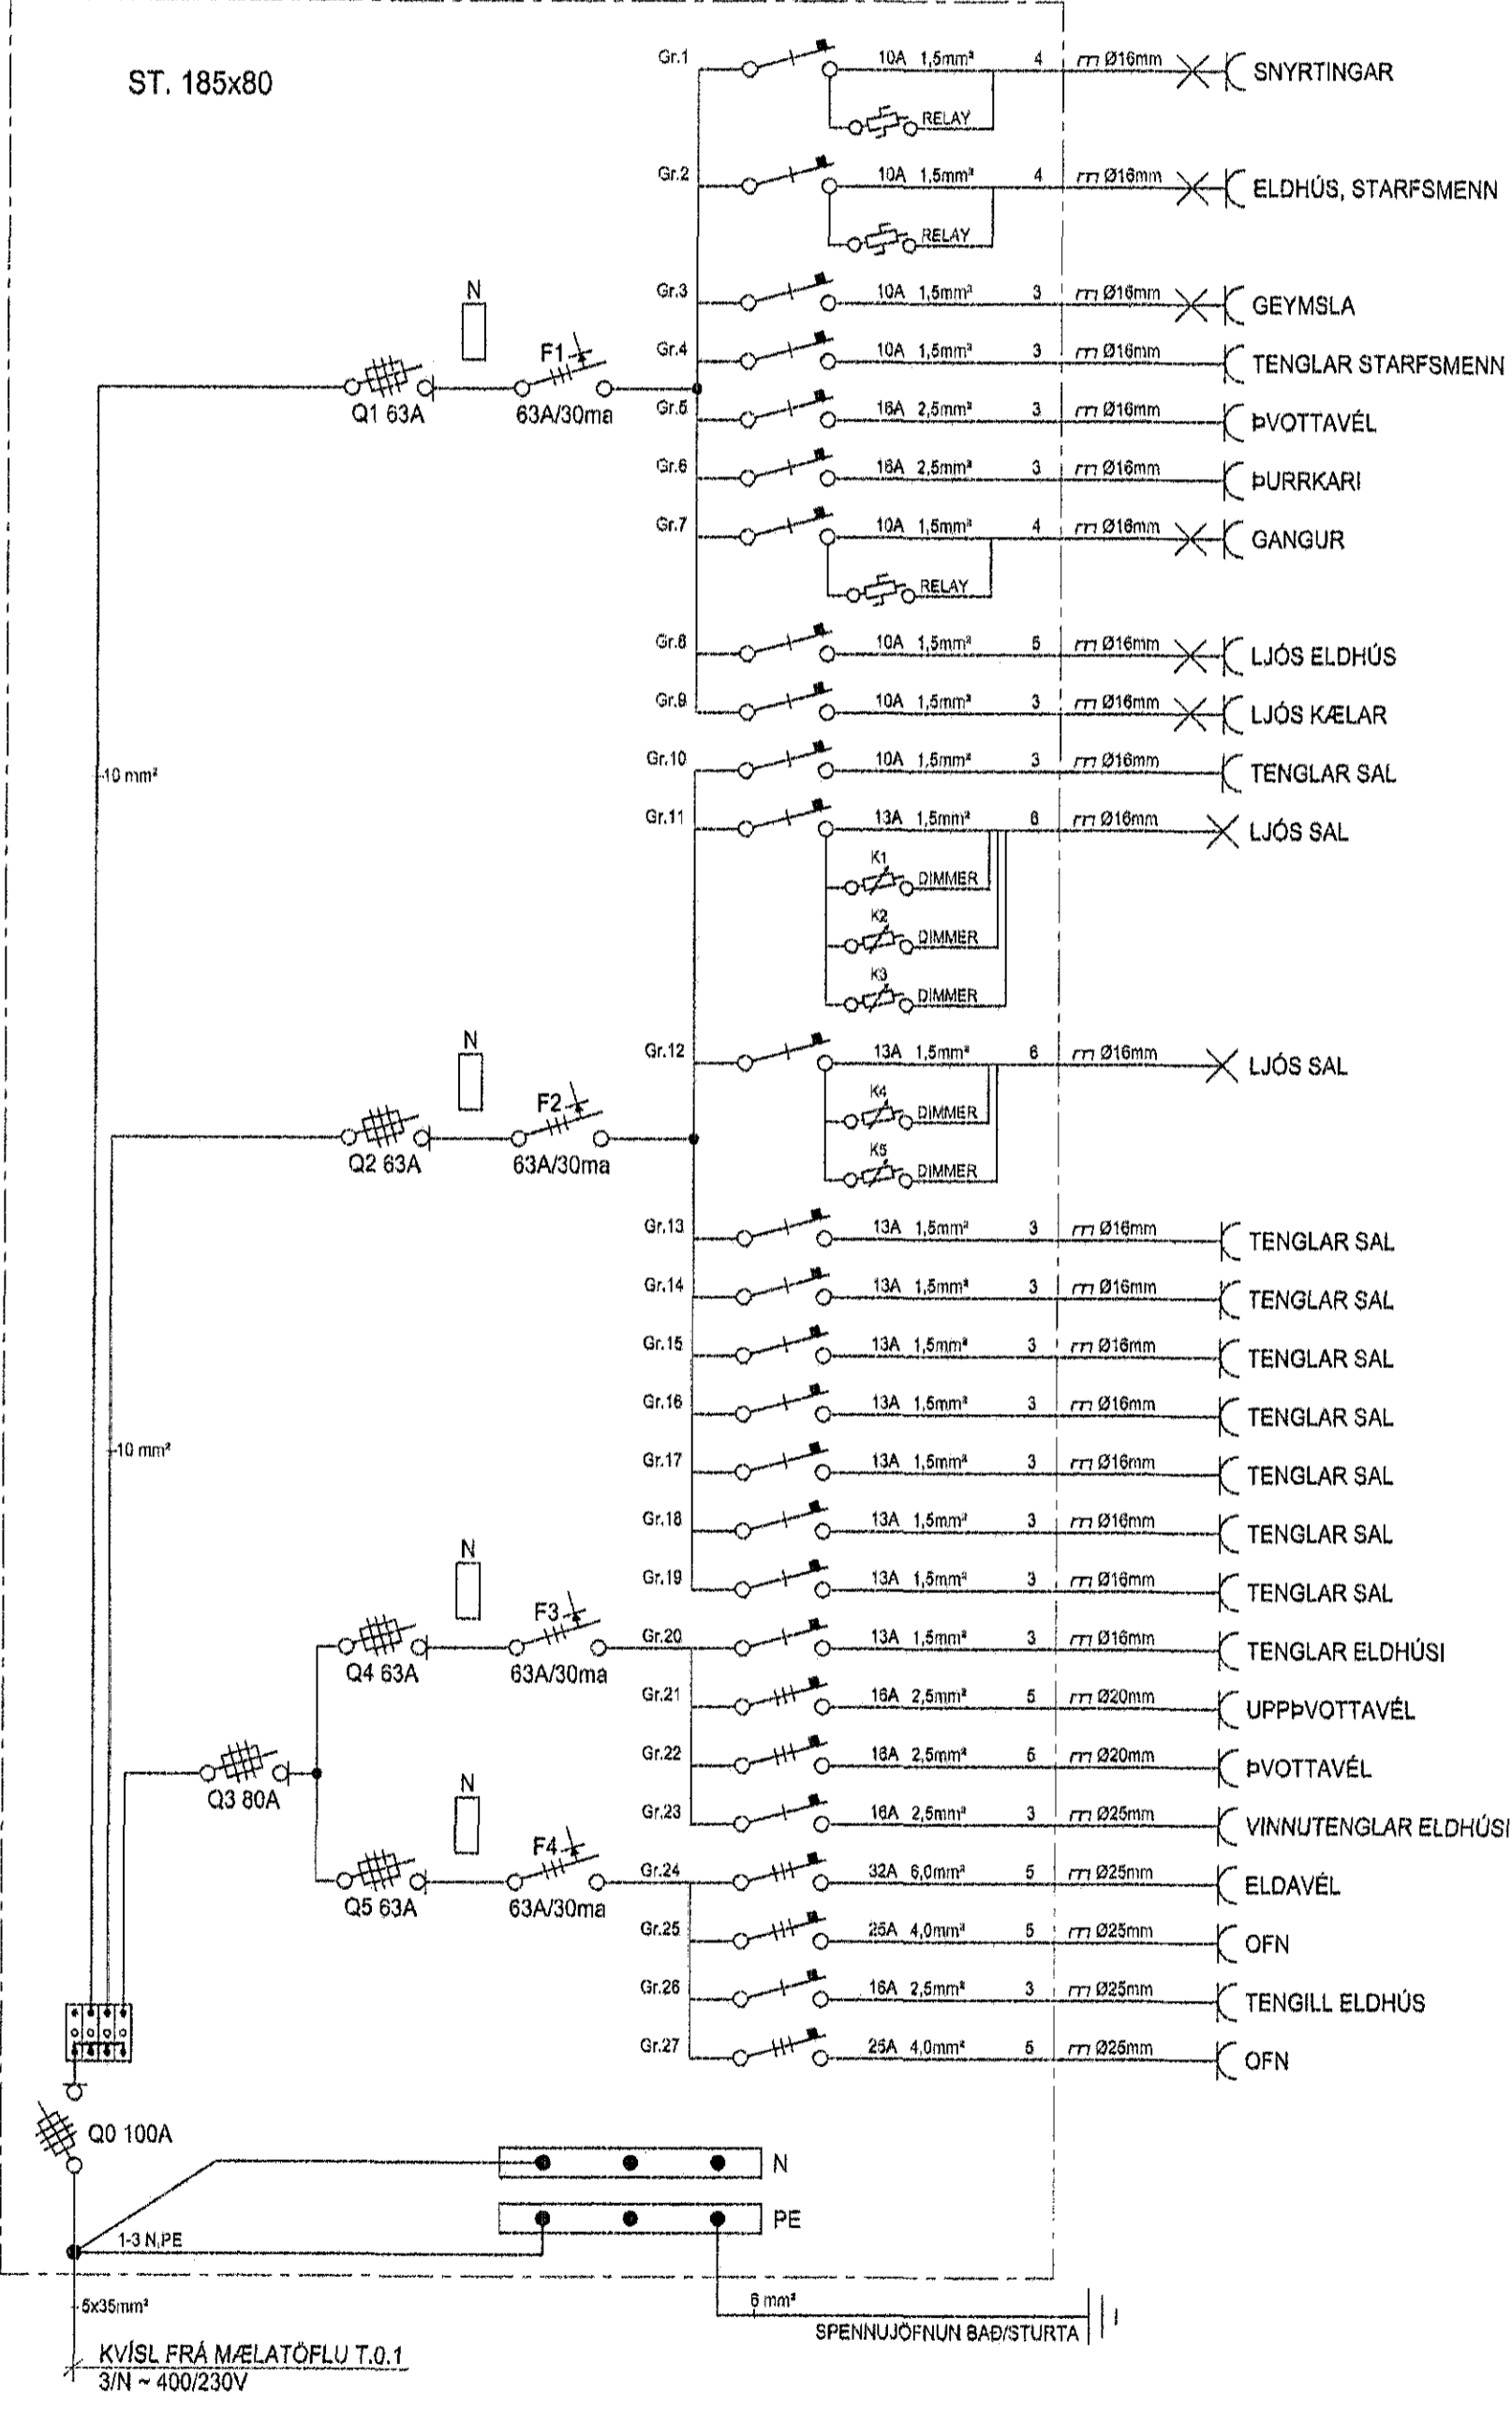 ST. 185x80
Gr.1 10A 1,5mm² 4 Ø16mm SNYRTINGAR
RELAY
Gr.2 10A 1,5mm² 4 Ø16mm ELDHÚS, STARFSMENN
RELAY
Gr.3 10A 1,5mm² 3 Ø16mm GEYMSLA
N
Gr.4 10A 1,5mm² 3 Ø16mm TENGLAR STARFSMENN
F1
Q1 63A 63A/30ma
Gr.5 16A 2,5mm² 3 Ø16mm ÞVOTTAVÉL
Gr.6 16A 2,5mm² 3 Ø16mm ÞURRKARI
Gr.7 10A 1,5mm² 4 Ø16mm GANGUR
RELAY
Gr.8 10A 1,5mm² 5 Ø16mm LJÓS ELDHÚS
Gr.9 10A 1,5mm² 3 Ø16mm LJÓS KÆLAR
Gr.10 10A 1,5mm² 3 Ø16mm TENGLAR SAL
10 mm²
Gr.11 13A 1,5mm² 6 Ø16mm LJÓS SAL
K1
DIMMER
K2
DIMMER
K3
DIMMER
N
Gr.12 13A 1,5mm² 6 Ø16mm LJÓS SAL
F2
K4
DIMMER
Q2 63A 63A/30ma
K5
DIMMER
Gr.13 13A 1,5mm² 3 Ø16mm TENGLAR SAL
Gr.14 13A 1,5mm² 3 Ø16mm TENGLAR SAL
Gr.15 13A 1,5mm² 3 Ø16mm TENGLAR SAL
Gr.16 13A 1,5mm² 3 Ø16mm TENGLAR SAL
10 mm²
Gr.17 13A 1,5mm² 3 Ø16mm TENGLAR SAL
Gr.18 13A 1,5mm² 3 Ø16mm TENGLAR SAL
N
Gr.19 13A 1,5mm² 3 Ø16mm TENGLAR SAL
F3
Gr.20 13A 1,5mm² 3 Ø16mm TENGLAR ELDHÚSI
Q4 63A 63A/30ma
Gr.21 16A 2,5mm² 5 Ø20mm UPPÞVOTTAVÉL
Gr.22 16A 2,5mm² 5 Ø20mm ÞVOTTAVÉL
Q3 80A
N
Gr.23 16A 2,5mm² 3 Ø25mm VINNUTENGLAR ELDHÚSI
F4
Gr.24 32A 6,0mm² 5 Ø25mm ELDAVÉL
Q5 63A 63A/30ma
Gr.25 25A 4,0mm² 5 Ø25mm OFN
Gr.26 16A 2,5mm² 3 Ø25mm TENGILL ELDHÚS
Gr.27 25A 4,0mm² 5 Ø25mm OFN
Q0 100A
N
PE
1-3 N,PE
5x35mm²
6 mm²
SPENNUJÖFNUN BAÐ/STURTA
KVÍSL FRÁ MÆLATÖFLU T.0.1
3/N ~ 400/230V